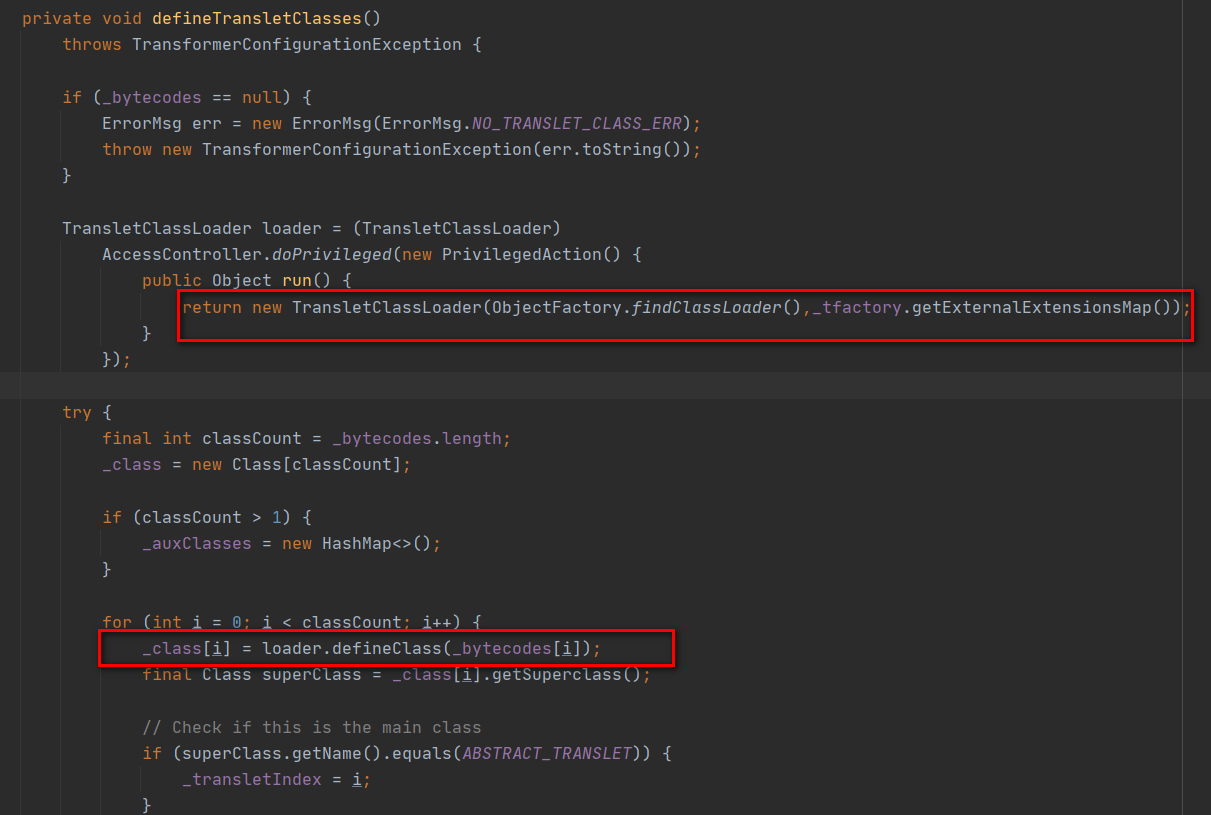 private void defineTransletClasses()
    throws TransformerConfigurationException {

    if (_bytecodes == null) {
        ErrorMsg err = new ErrorMsg(ErrorMsg.NO_TRANSLET_CLASS_ERR);
        throw new TransformerConfigurationException(err.toString());
    }

    TransletClassLoader loader = (TransletClassLoader)
        AccessController.doPrivileged(new PrivilegedAction() {
            public Object run() {
                return new TransletClassLoader(ObjectFactory.findClassLoader(),_tfactory.getExternalExtensionsMap());
            }
        });

    try {
        final int classCount = _bytecodes.length;
        _class = new Class[classCount];

        if (classCount > 1) {
            _auxClasses = new HashMap<>();
        }

        for (int i = 0; i < classCount; i++) {
            _class[i] = loader.defineClass(_bytecodes[i]);
            final Class superClass = _class[i].getSuperclass();

            // Check if this is the main class
            if (superClass.getName().equals(ABSTRACT_TRANSLET)) {
                _transletIndex = i;
            }